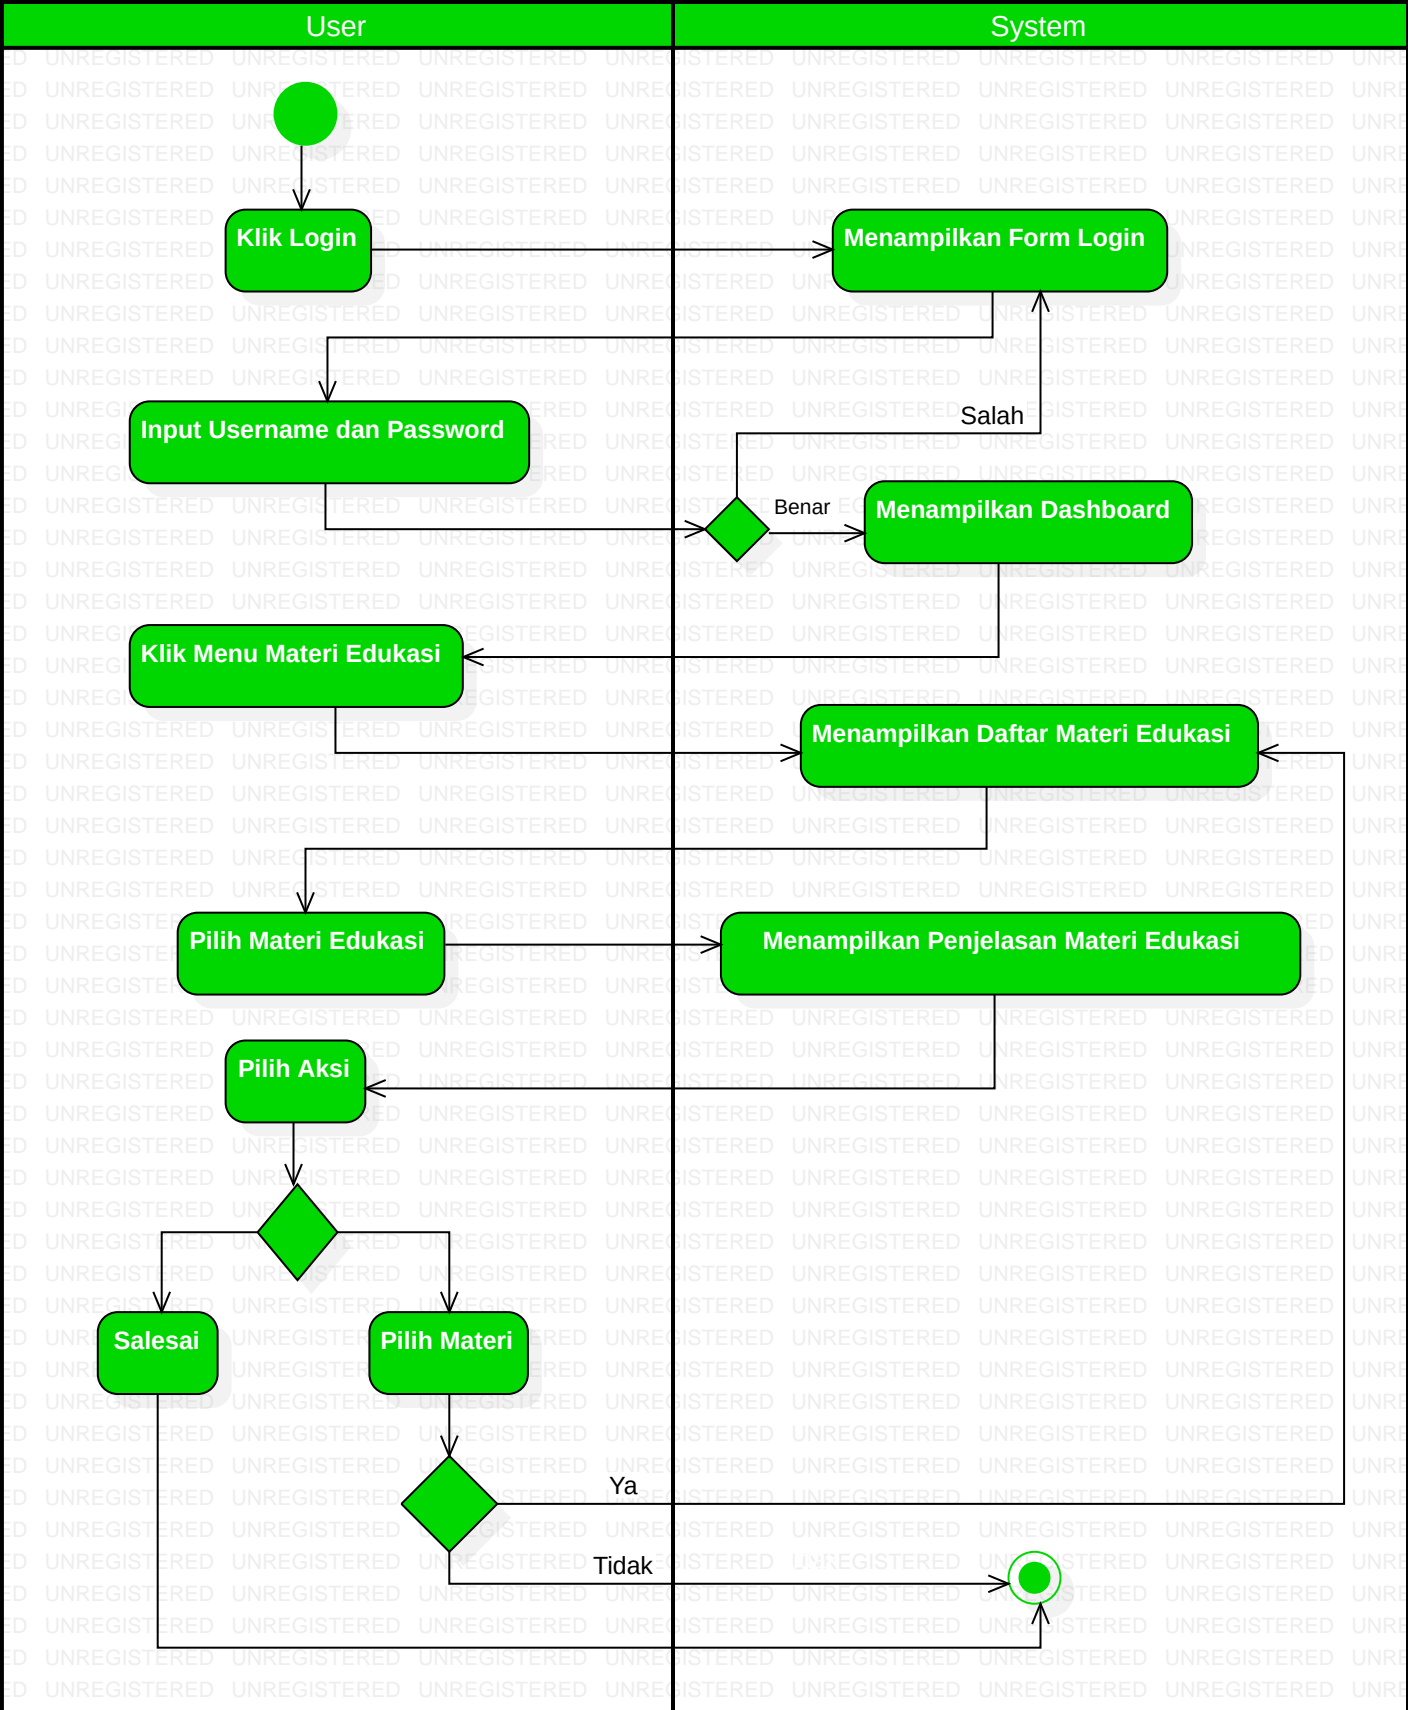 User
System
Klik Login
Menampilkan Form Login
Input Username dan Password
Salah
Benar
Menampilkan Dashboard
Klik Menu Materi Edukasi
Menampilkan Daftar Materi Edukasi
Pilih Materi Edukasi
Menampilkan Penjelasan Materi Edukasi
Pilih Aksi
Salesai
Pilih Materi
Ya
Tidak
UNREGISTERED